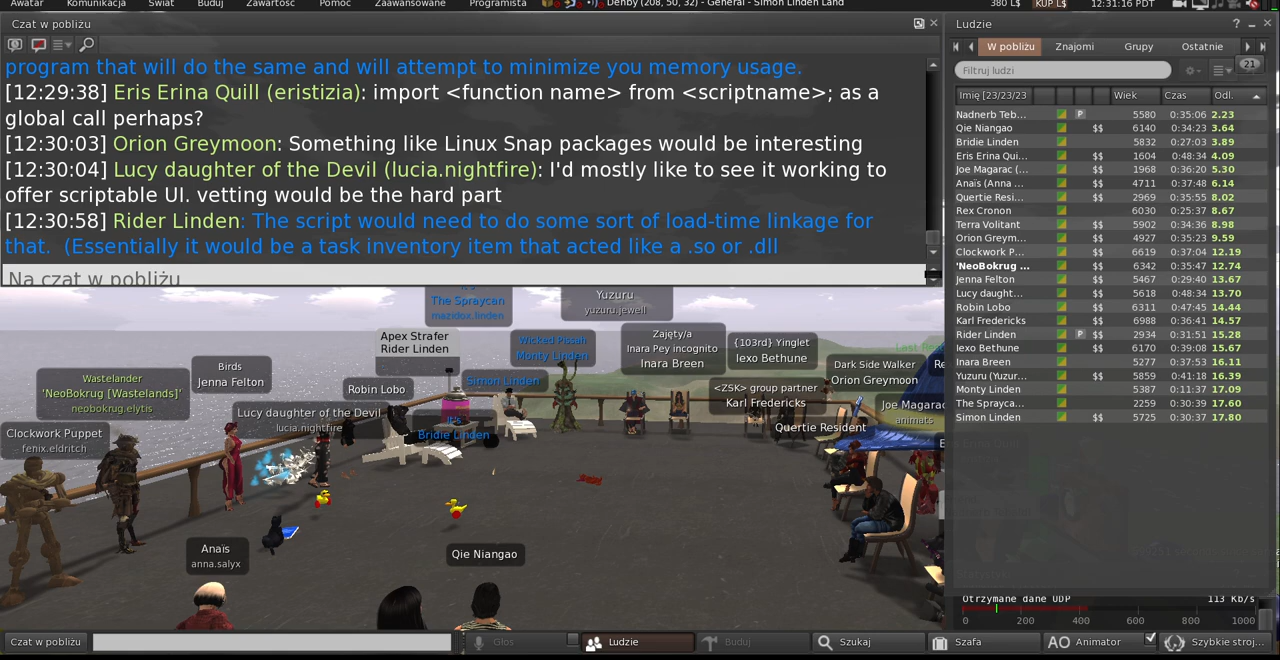 Awatar Komunikacja Świat Buduj Zawartość Pomoc Zaawansowane Programista Denby (208, 50, 32) - General - Simon Linden Land 380 L$ KUP L$ 12:31:16 PDT
Czat w pobliżu
program that will do the same and will attempt to minimize you memory usage.
[12:29:38] Eris Erina Quill (eristizia): import <function name> from <scriptname>; as a
global call perhaps?
[12:30:03] Orion Greymoon: Something like Linux Snap packages would be interesting
[12:30:04] Lucy daughter of the Devil (lucia.nightfire): I'd mostly like to see it working to
offer scriptable UI. vetting would be the hard part
[12:30:58] Rider Linden: The script would need to do some sort of load-time linkage for
that. (Essentially it would be a task inventory item that acted like a .so or .dll
Na czat w pobliżu
The Spraycan
mazidox.linden
Yuzuru
yuzuru.jewell
Apex Strafer
Rider Linden
Wicked Pissah
Monty Linden
Zajęty/a
Inara Pey incognito
Inara Breen
{103rd} Yinglet
Iexo Bethune
Last
Dark Side Walker
Orion Greymoon
Re
Birds
Jenna Felton
Wastelander
'NeoBokrug [Wastelands]'
neobokrug.elytis
Robin Lobo
Simon Linden
<ZSK> group partner
Karl Fredericks
Joe Magarac
animats
Lucy daughter of the Devil
lucia.nightfire
Bridie Linden
Quertie Resident
Clockwork Puppet
fenix.eldritch
Anaïs
anna.salyx
Qie Niangao
Ludzie
? _ ×
W pobliżu Znajomi Grupy Ostatnie
Filtruj ludzi
21
Imię [23/23/23 Wiek Czas Odl.
Nadnerb Teb... P 5580 0:35:06 2.23
Qie Niangao $$ 6140 0:34:23 3.64
Bridie Linden 5832 0:27:03 3.89
Eris Erina Qui... $$ 1604 0:48:34 4.09
Joe Magarac (... $$ 1968 0:36:20 5.30
Anaïs (Anna ... $$ 4711 0:37:48 6.14
Quertie Resi... $$ 2969 0:35:55 8.02
Rex Cronon 6030 0:25:37 8.67
Terra Volitant $$ 5902 0:34:36 8.98
Orion Greym... $$ 4927 0:35:23 9.59
Clockwork P... $$ 6619 0:37:04 12.19
'NeoBokrug ... $$ 6342 0:35:47 12.74
Jenna Felton $$ 5467 0:29:40 13.67
Lucy daught... $$ 5618 0:48:34 13.70
Robin Lobo $$ 6311 0:47:45 14.44
Karl Fredericks $$ 6988 0:36:41 14.57
Rider Linden P $$ 2934 0:31:51 15.28
Iexo Bethune $$ 6170 0:39:08 15.67
Inara Breen 5277 0:37:53 16.11
Yuzuru (Yuzur... $$ 5859 0:41:18 16.39
Monty Linden 5387 0:11:37 17.09
The Sprayca... 2259 0:30:39 17.60
Simon Linden $$ 5725 0:30:37 17.80
Otrzymane dane UDP 113 Kb/s
0 200 400 600 800 1000
Czat w pobliżu Głos Ludzie Buduj Szukaj Szafa AO Animator Szybkie stroj...